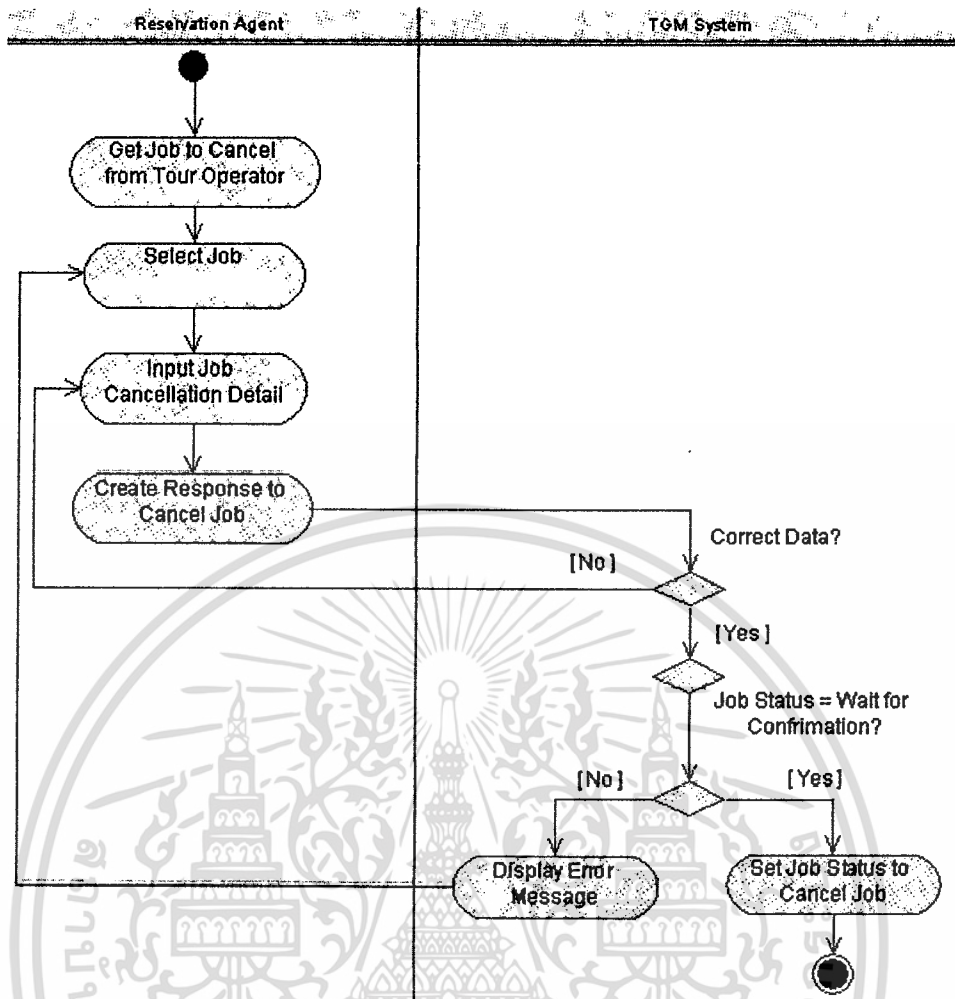 Reservation Agent
TGM System
Get Job to Cancel
from Tour Operator
Select Job
Input Job
Cancellation Detail
Create Response to
Cancel Job
Correct Data?
[No]
[Yes]
Job Status = Wait for
Confrimation?
[No]
[Yes]
Display Error
Message
Set Job Status to
Cancel Job